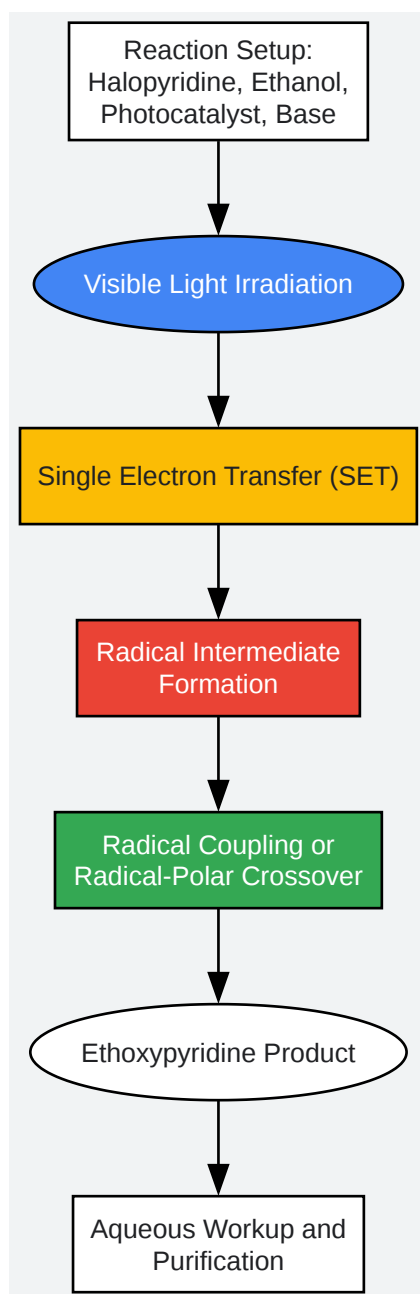 Reaction Setup:
Halopyridine, Ethanol,
Photocatalyst, Base
Visible Light Irradiation
Single Electron Transfer (SET)
Radical Intermediate
Formation
Radical Coupling or
Radical-Polar Crossover
Ethoxypyridine Product
Aqueous Workup and
Purification